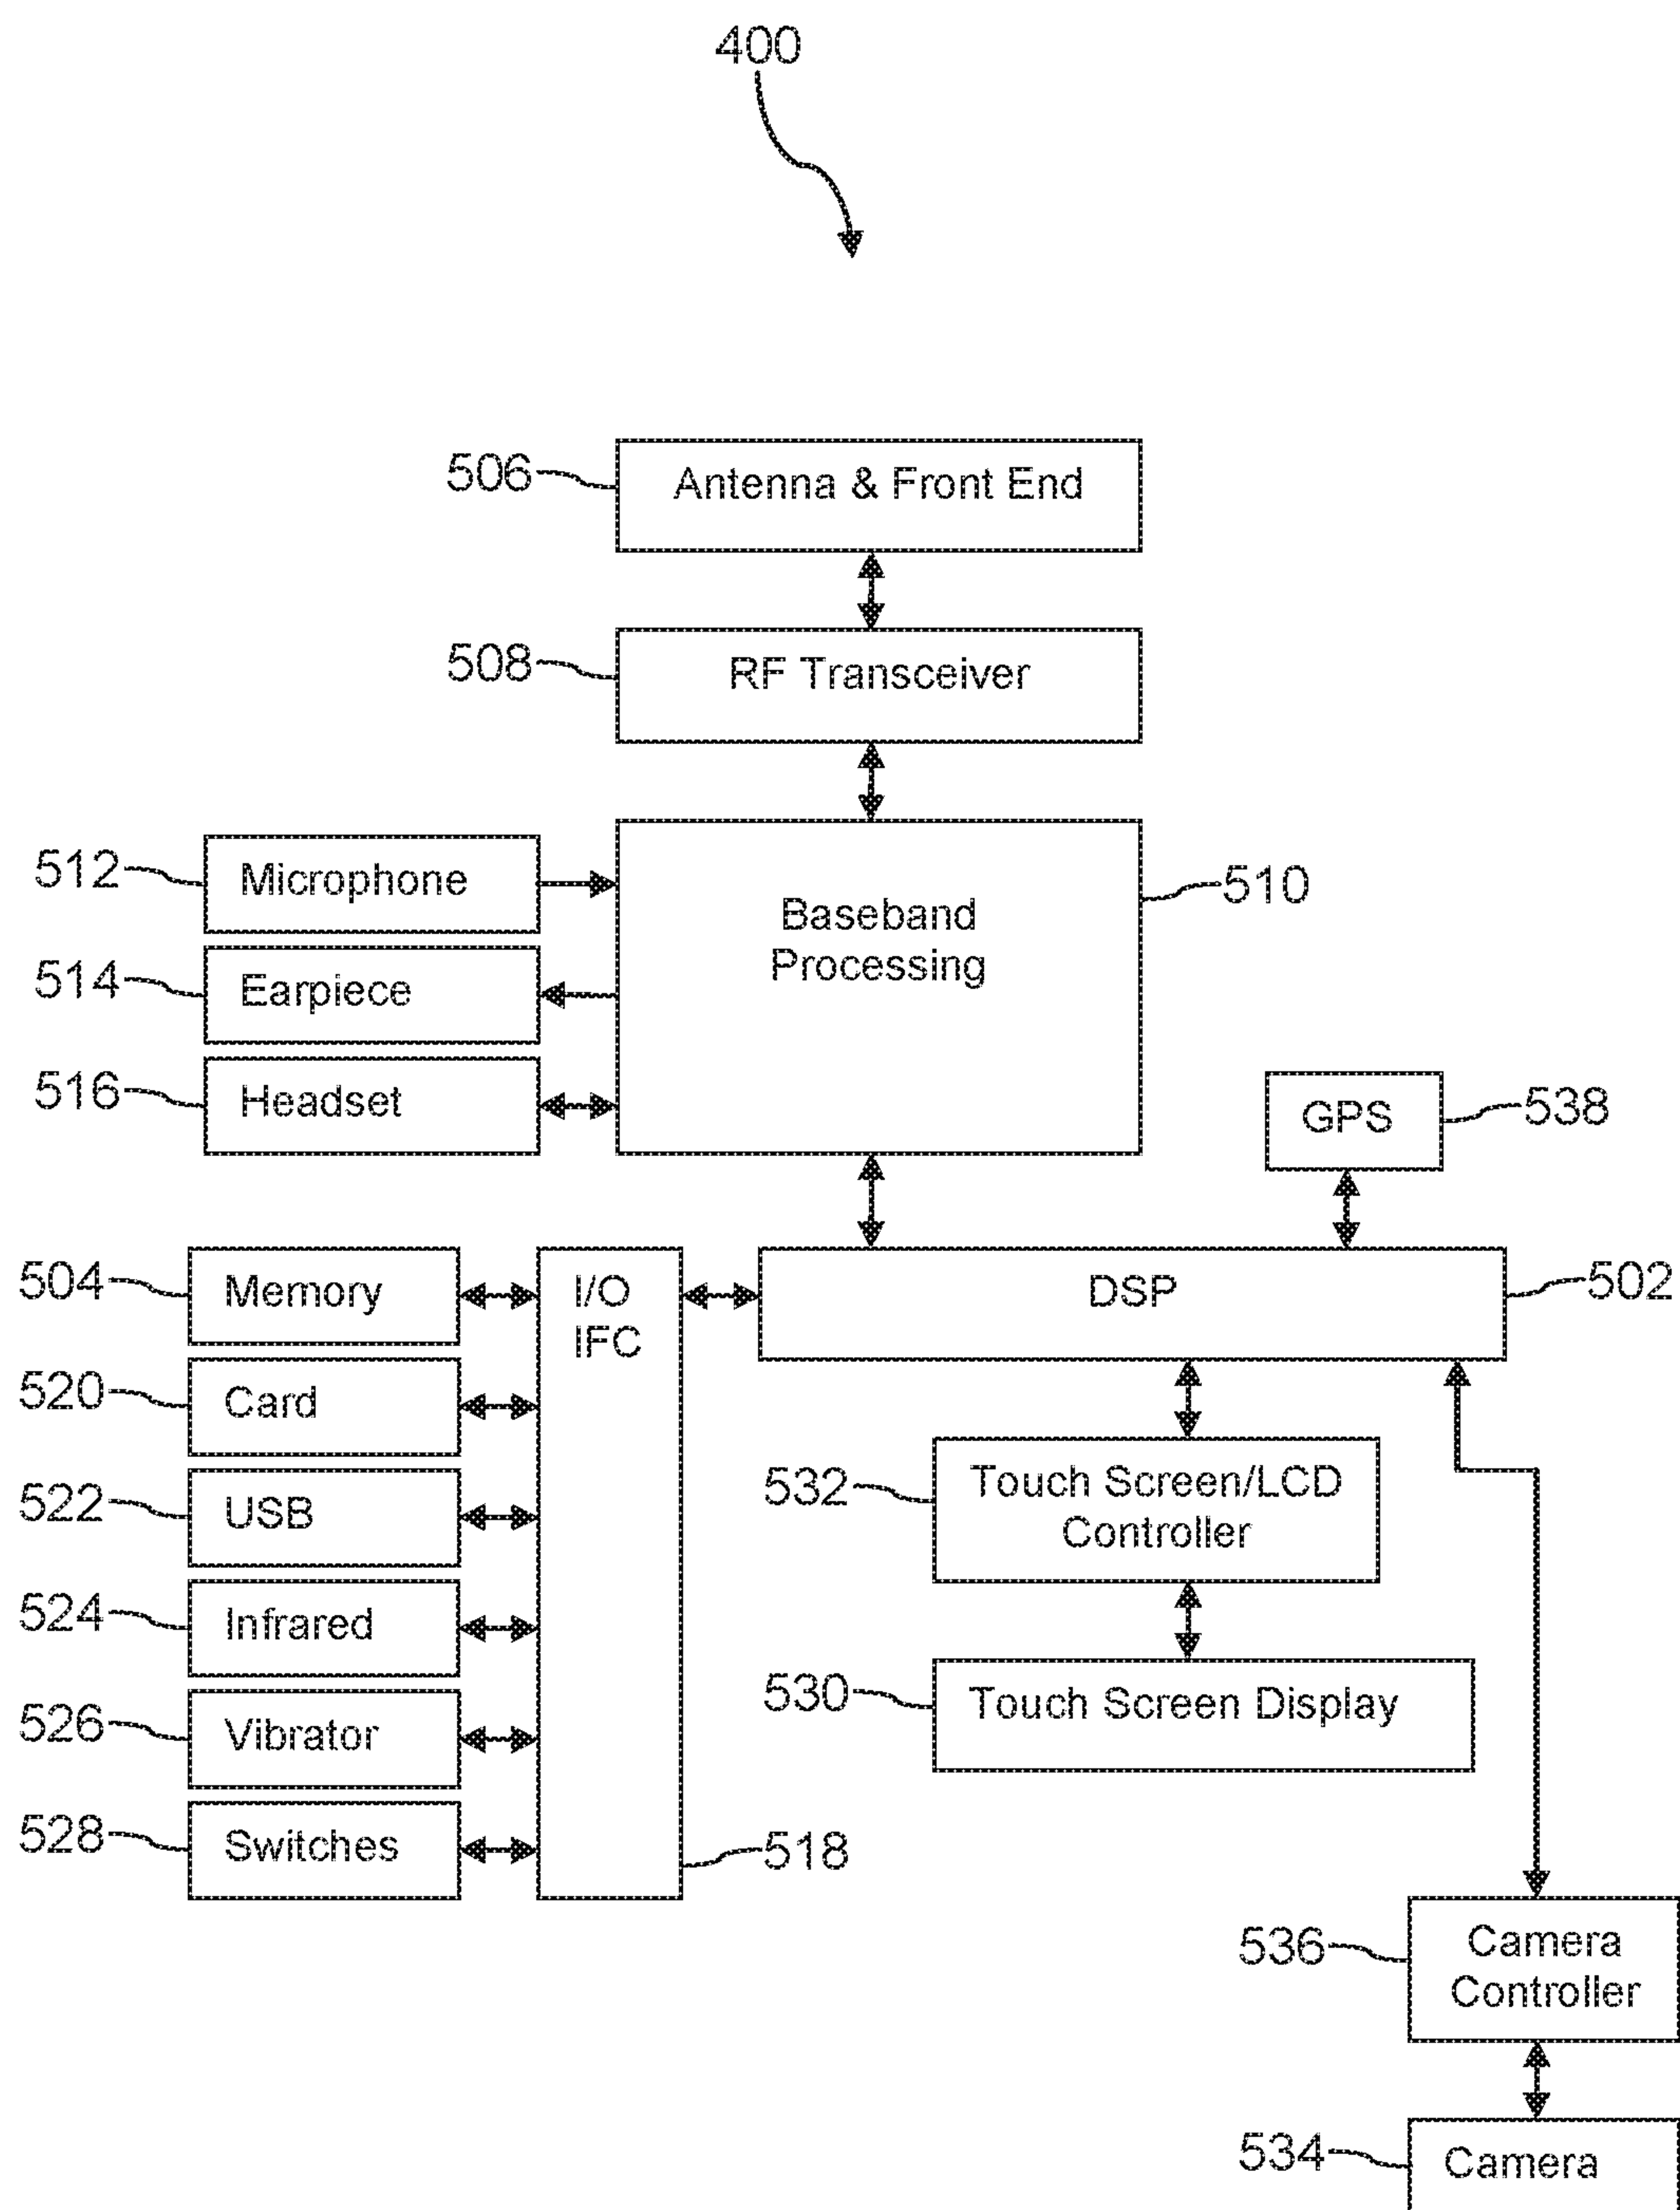 400
506
Antenna & Front End
508
RF Transceiver
512
Microphone
Baseband
Processing
510
514
Earpiece
516
Headset
GPS
538
504
Memory
I/O
IFC
DSP
502
520
Card
522
USB
532
Touch Screen/LCD
Controller
524
Infrared
530
Touch Screen Display
526
Vibrator
528
Switches
518
536
Camera
Controller
534
Camera